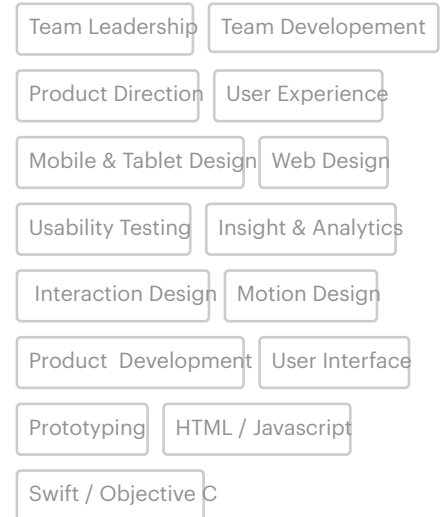 Team Leadership Team Developement
Product Direction User Experience
Mobile & Tablet Design Web Design
Usability Testing Insight & Analytics
Interaction Design Motion Design
Product  Development User Interface
Prototyping HTML / Javascript
Swift / Objective C